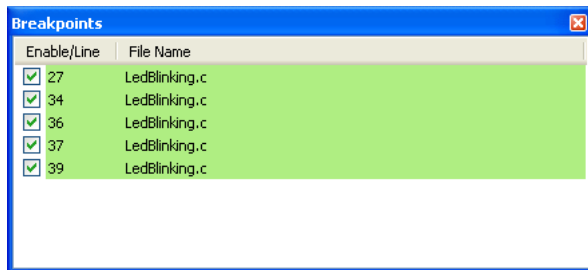 Breakpoints
Enable/Line File Name
27 LedBlinking.c
34 LedBlinking.c
36 LedBlinking.c
37 LedBlinking.c
39 LedBlinking.c